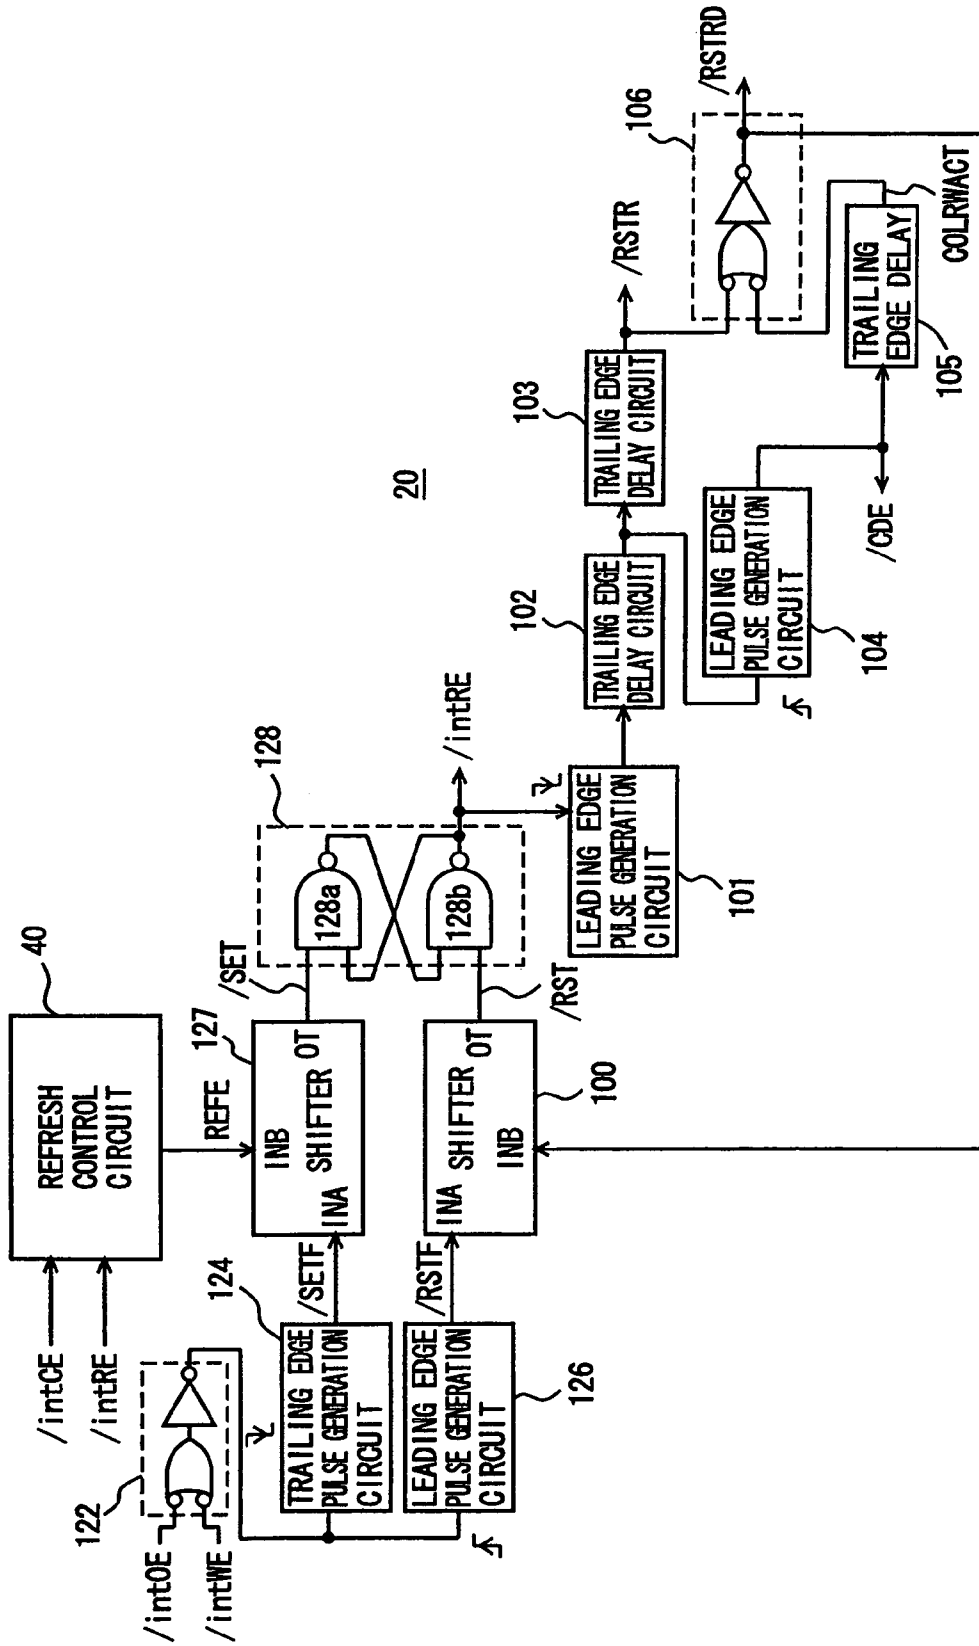 40
REFRESH
CONTROL
CIRCUIT
/intCE
/intRE
REFE
122
/intOE
/intWE
124
TRAILING EDGE
PULSE GENERATION
CIRCUIT
/SETF
127
INB
SHIFTER
INA
OT
/SET
128
128a
128b
/intRE
126
LEADING EDGE
PULSE GENERATION
CIRCUIT
/RSTF
100
INA
SHIFTER
INB
OT
/RST
20
101
LEADING EDGE
PULSE GENERATION
CIRCUIT
102
TRAILING EDGE
DELAY CIRCUIT
103
TRAILING EDGE
DELAY CIRCUIT
/RSTR
104
LEADING EDGE
PULSE GENERATION
CIRCUIT
/CDE
105
TRAILING
EDGE DELAY
COLRWACT
106
/RSTRD